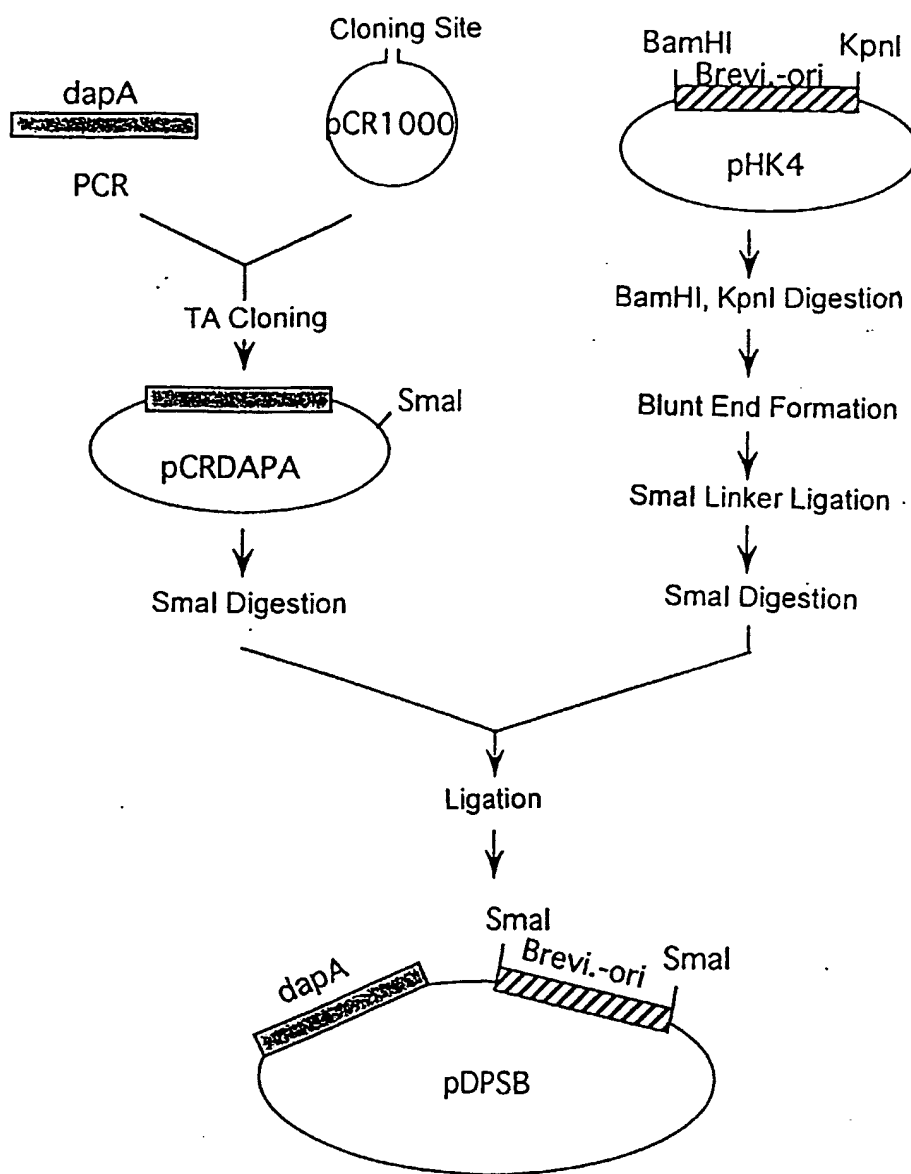 Cloning Site
dapA
pCR1000
PCR
TA Cloning
SmaI
pCRDAPA
SmaI Digestion
BamHI
KpnI
Brevi.-ori
pHK4
BamHI, KpnI Digestion
Blunt End Formation
SmaI Linker Ligation
SmaI Digestion
Ligation
SmaI
Brevi.-ori
SmaI
dapA
pDPSB